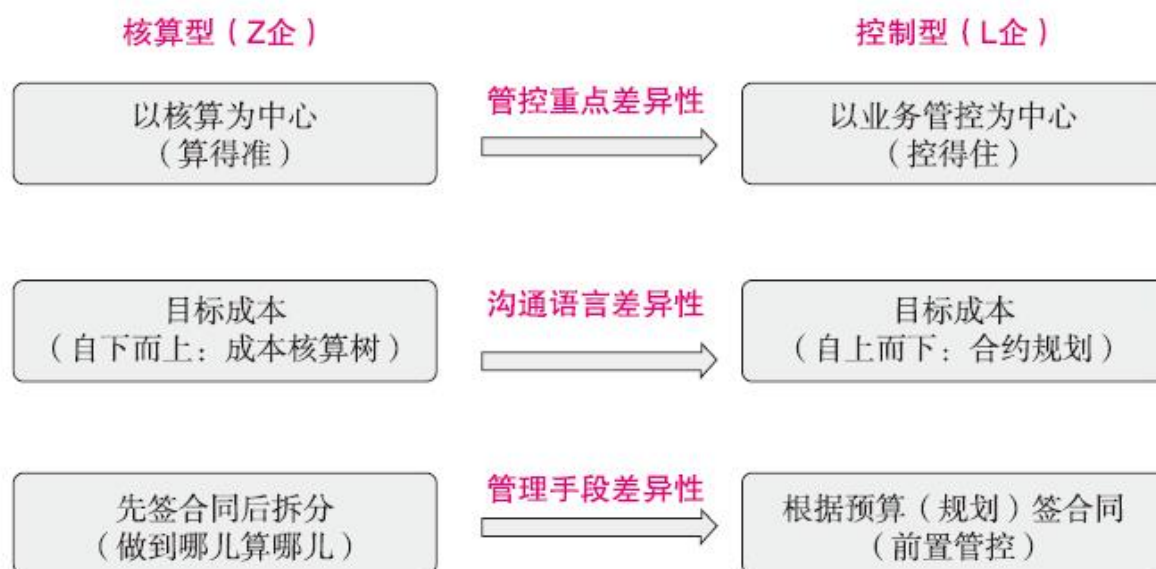 核算型（Z企）
控制型（L企）
以核算为中心
（算得准）
管控重点差异性
以业务管控为中心
（控得住）
目标成本
（自下而上：成本核算树）
沟通语言差异性
目标成本
（自上而下：合约规划）
先签合同后拆分
（做到哪儿算哪儿）
管理手段差异性
根据预算（规划）签合同
（前置管控）